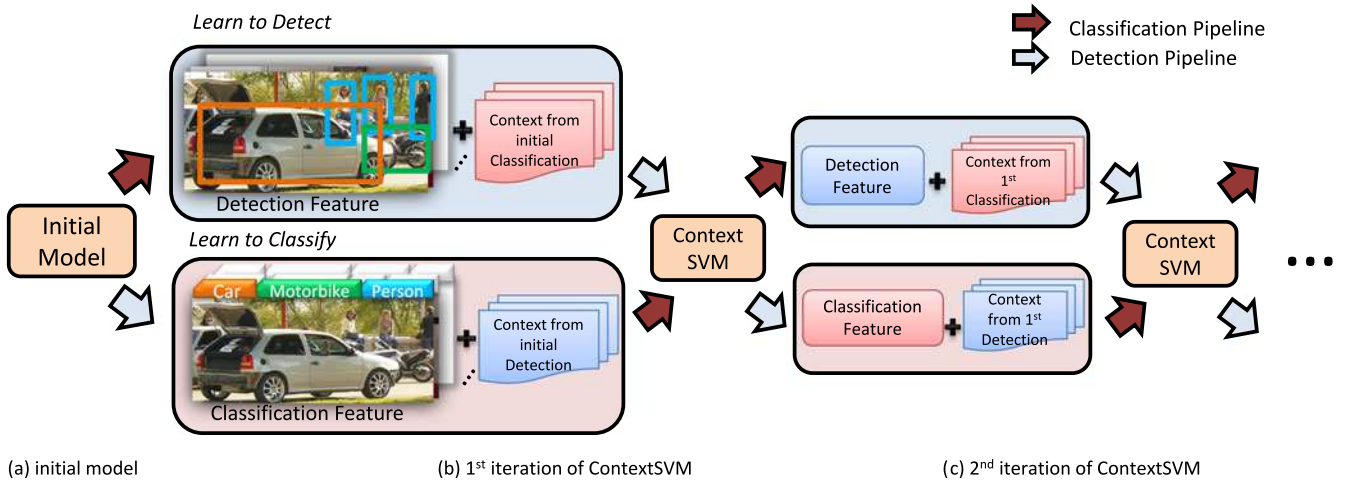 Learn to Detect
Classification Pipeline
Detection Pipeline
Context from
initial
Classification
Detection Feature
Initial
Model
Learn to Classify
Car
Motorbike
Person
Context from
initial
Detection
Classification Feature
Context
SVM
Detection
Feature
Context from
1st
Classification
Classification
Feature
Context
from 1st
Detection
Context
SVM
...
(a) initial model
(b) 1st iteration of ContextSVM
(c) 2nd iteration of ContextSVM